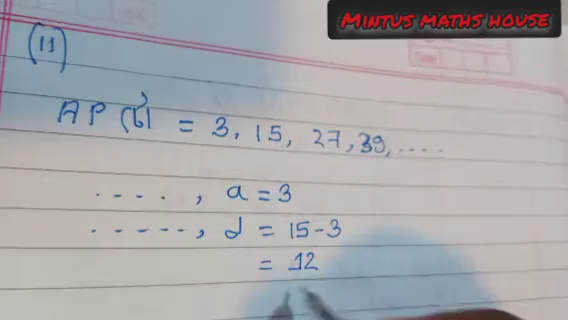 MINTUS MATHS HOUSE
(11)
AP টো = 3, 15, 27, 39, ....
...., a = 3
....., d = 15-3
= 12